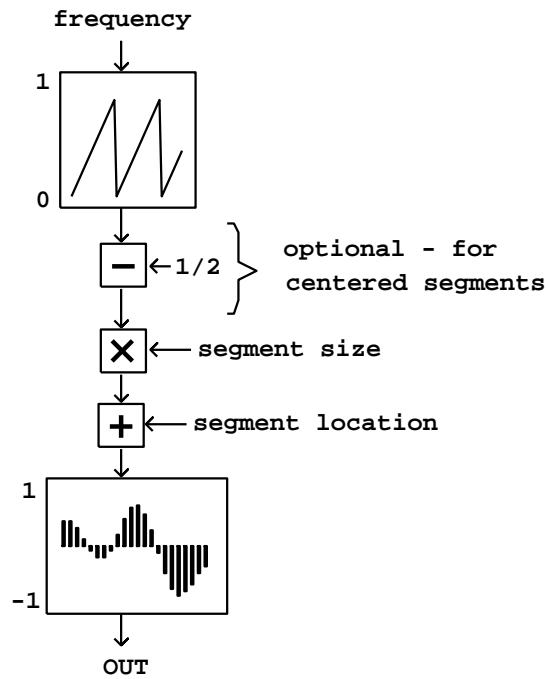 frequency
1
0
−
1/2
optional - for
centered segments
×
segment size
+
segment location
1
-1
OUT